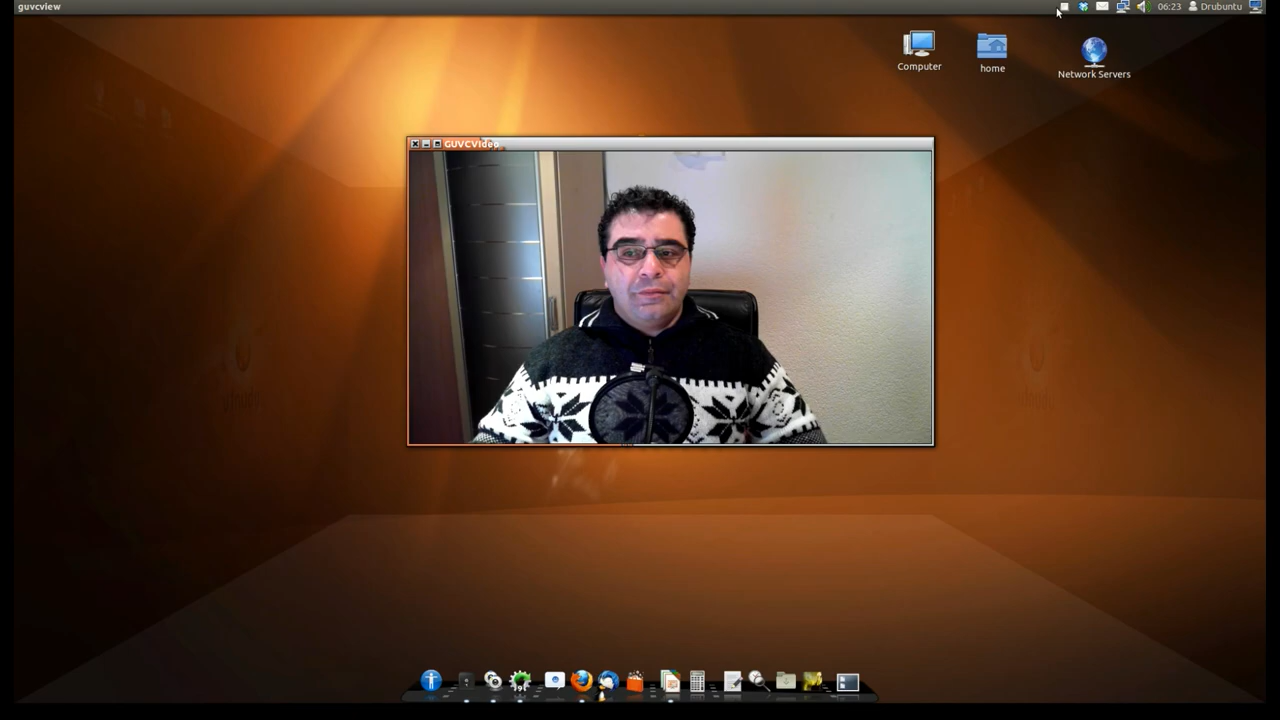 guvcview
06:23
Drubuntu
Computer
home
Network Servers
GUVCVideo